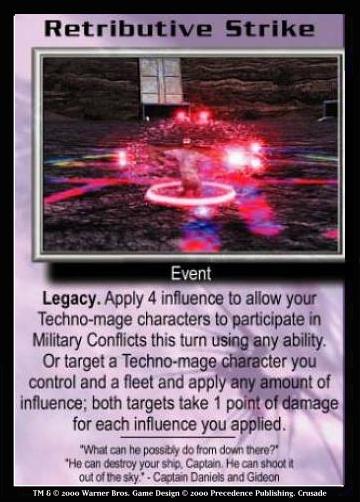 Retributive Strike
Event
Legacy. Apply 4 influence to allow your
Techno-mage characters to participate in
Military Conflicts this turn using any ability.
Or target a Techno-mage character you
control and a fleet and apply any amount of
influence; both targets take 1 point of damage
for each influence you applied.
"What can he possibly do from down there?"
"He can destroy your ship, Captain. He can shoot it
out of the sky." - Captain Daniels and Gideon
TM & © 2000 Warner Bros. Game Design © 2000 Precedence Publishing. Crusade